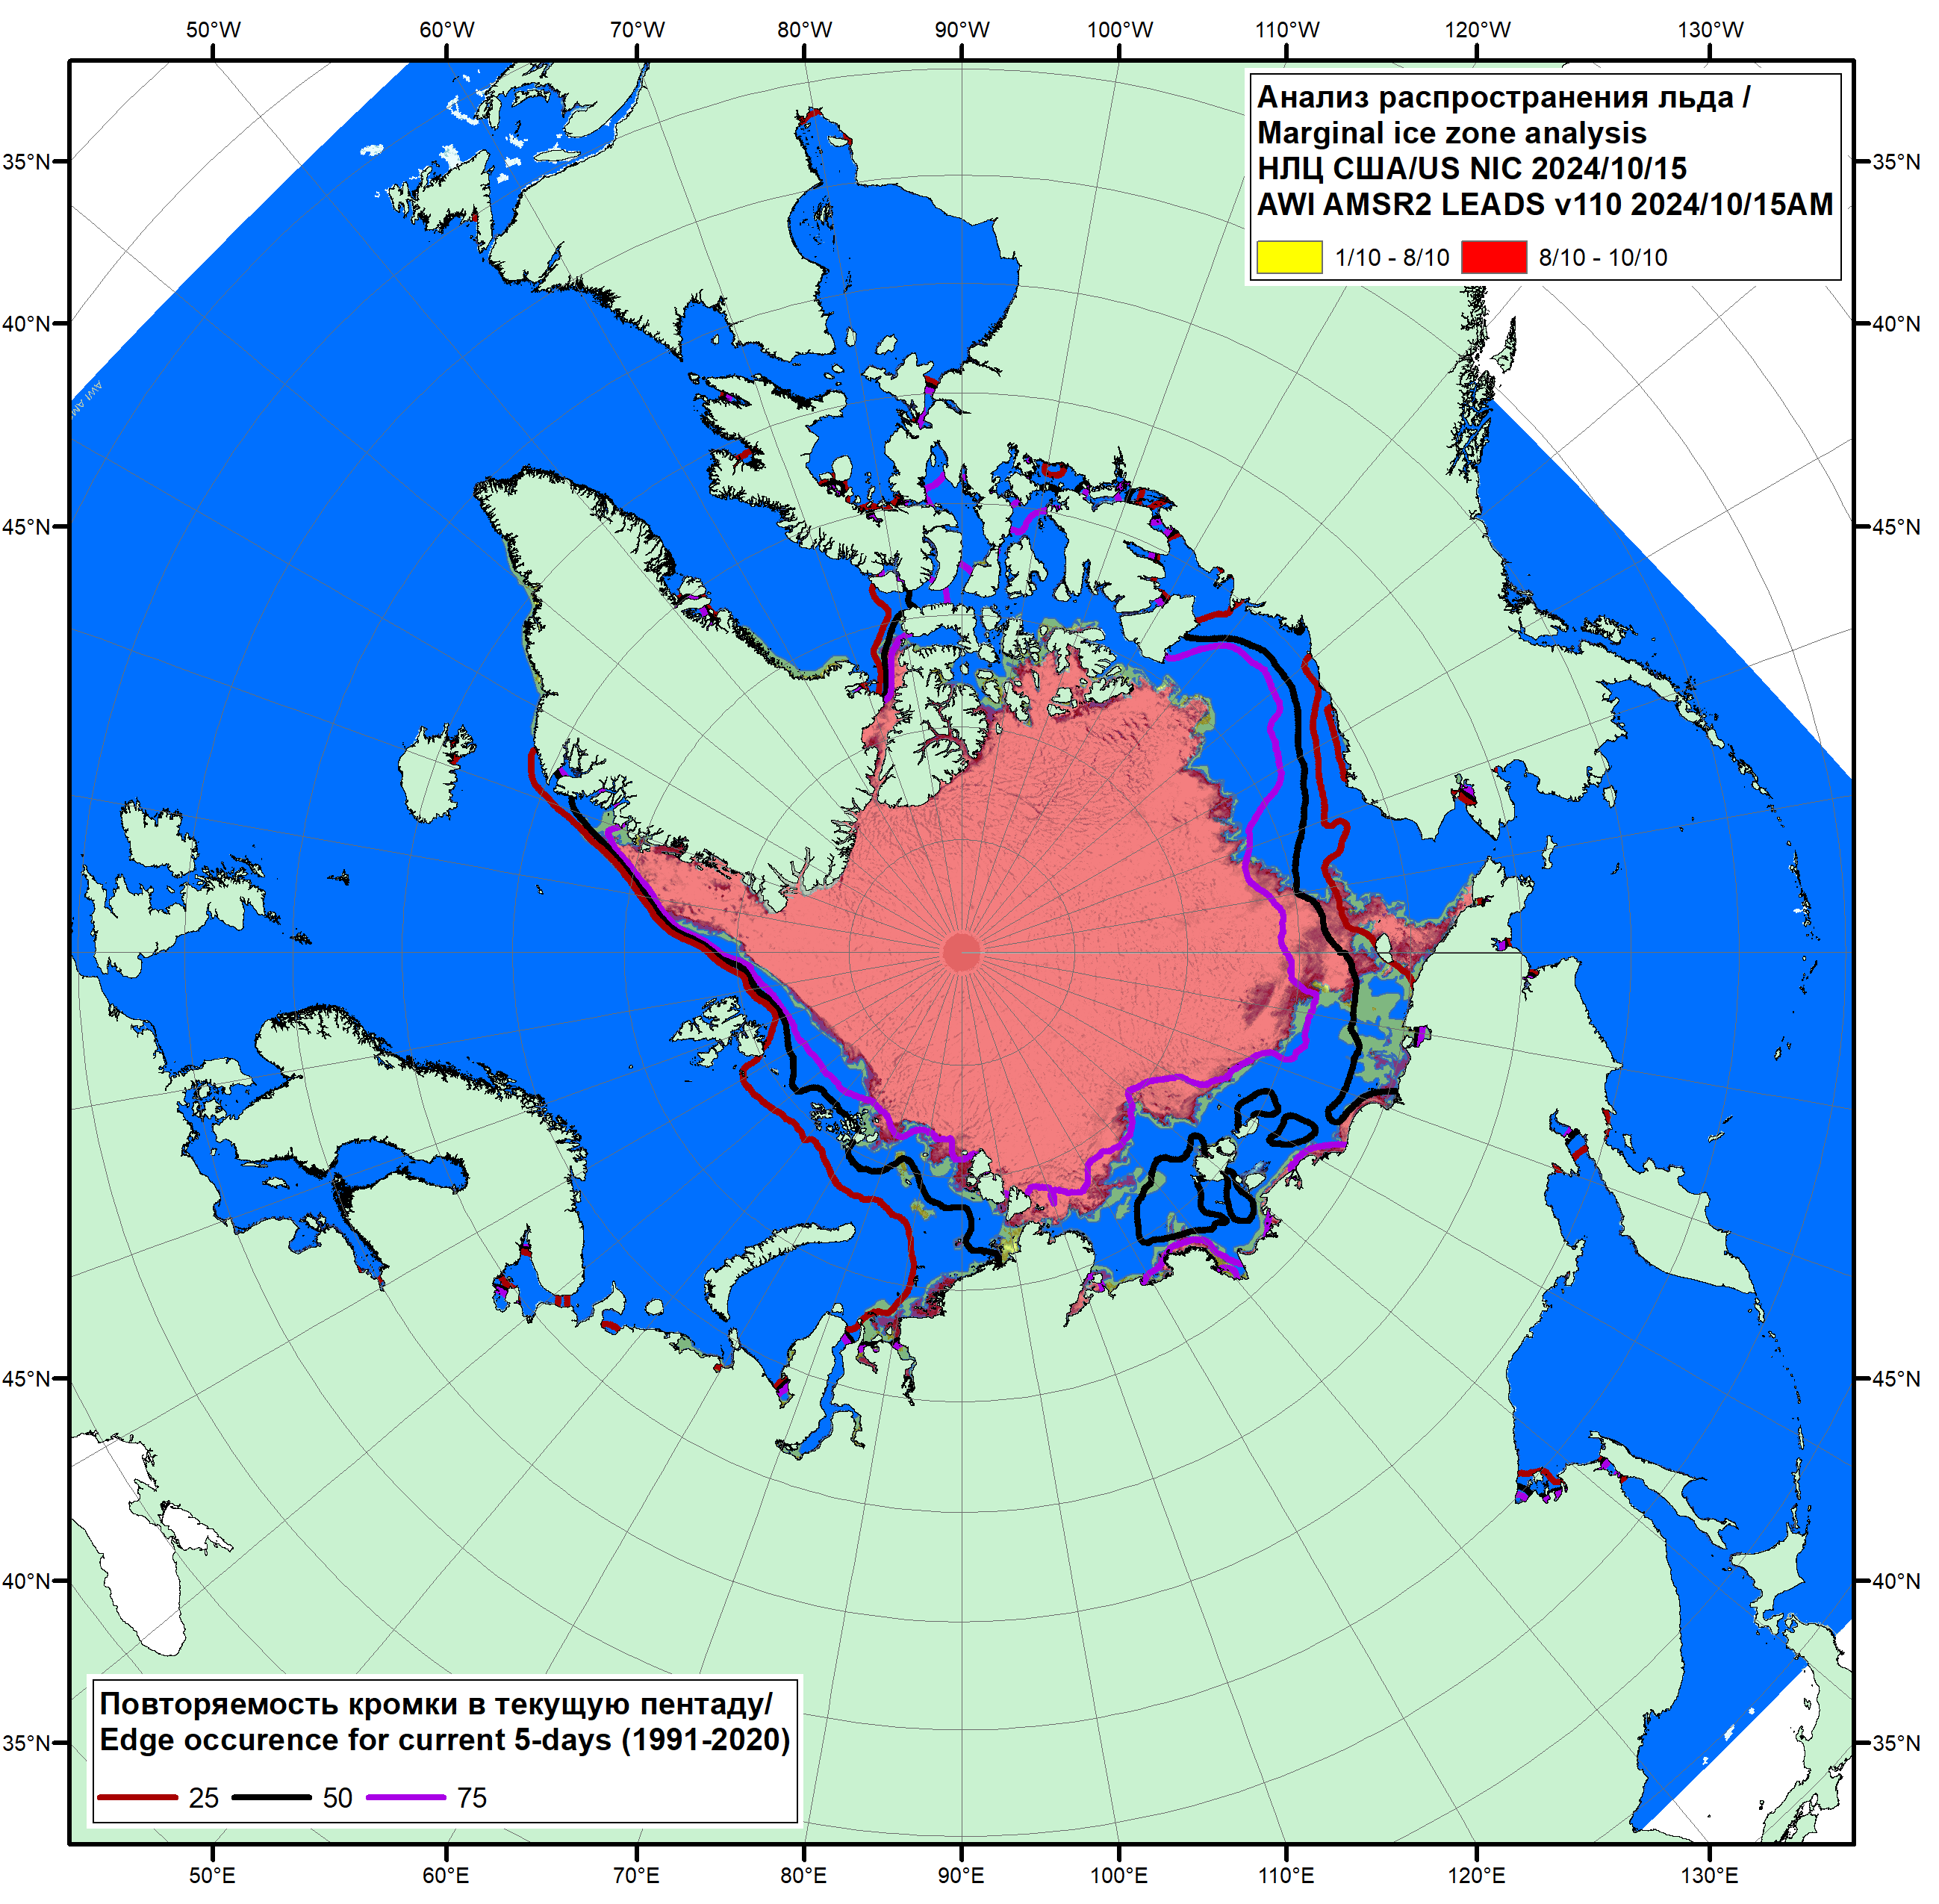 50°W 60°W 70°W 80°W 90°W 100°W 110°W 120°W 130°W
Анализ распространения льда /
Marginal ice zone analysis
НЛЦ США/US NIC 2024/10/15
AWI AMSR2 LEADS v110 2024/10/15AM
1/10 - 8/10 8/10 - 10/10
35°N 35°N
40°N 40°N
AWI AM
45°N 45°N
45°N 45°N
40°N 40°N
35°N 35°N
Повторяемость кромки в текущую пентаду/
Edge occurence for current 5-days (1991-2020)
25 50 75
50°E 60°E 70°E 80°E 90°E 100°E 110°E 120°E 130°E